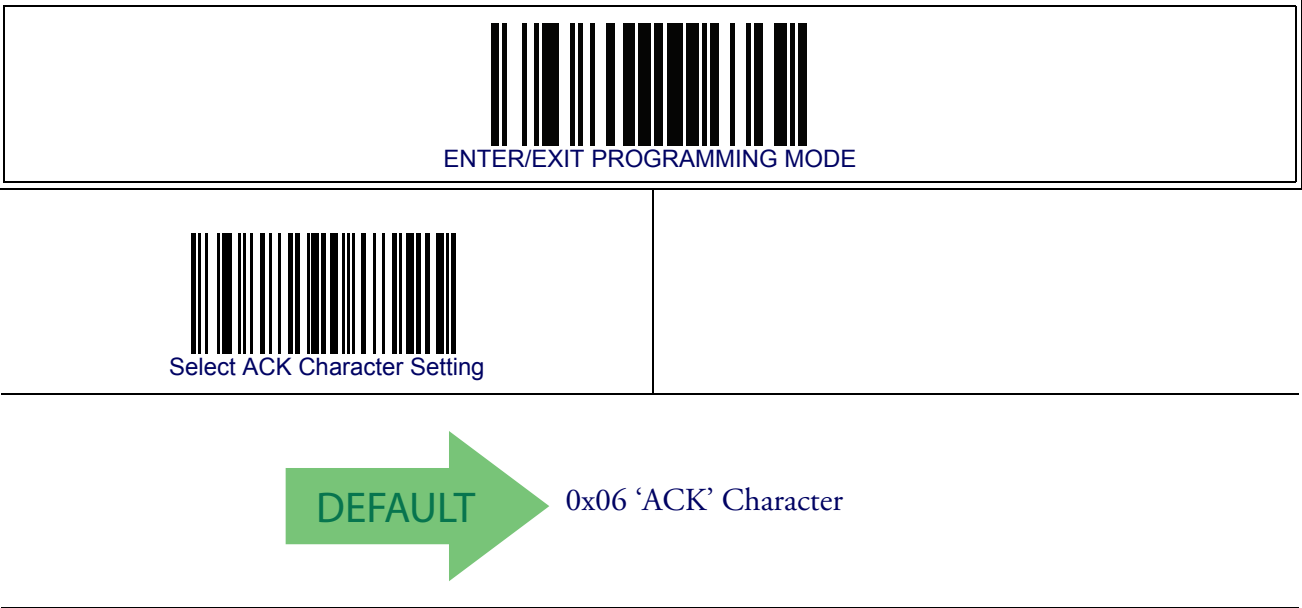 ENTER/EXIT PROGRAMMING MODE
Select ACK Character Setting
DEFAULT
0x06 ‘ACK’ Character